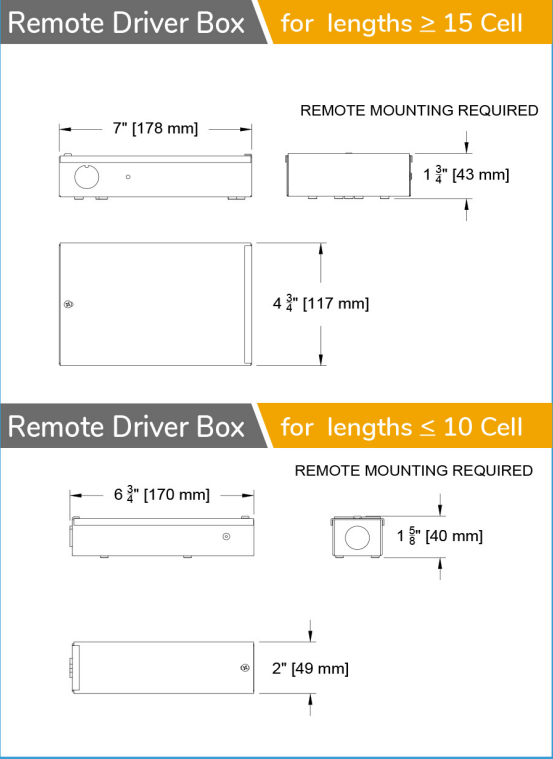 Remote Driver Box for lengths ≥ 15 Cell
REMOTE MOUNTING REQUIRED
7" [178 mm]
1 3/4" [43 mm]
4 3/4" [117 mm]
Remote Driver Box for lengths ≤ 10 Cell
REMOTE MOUNTING REQUIRED
6 3/4" [170 mm]
1 5/8" [40 mm]
2" [49 mm]